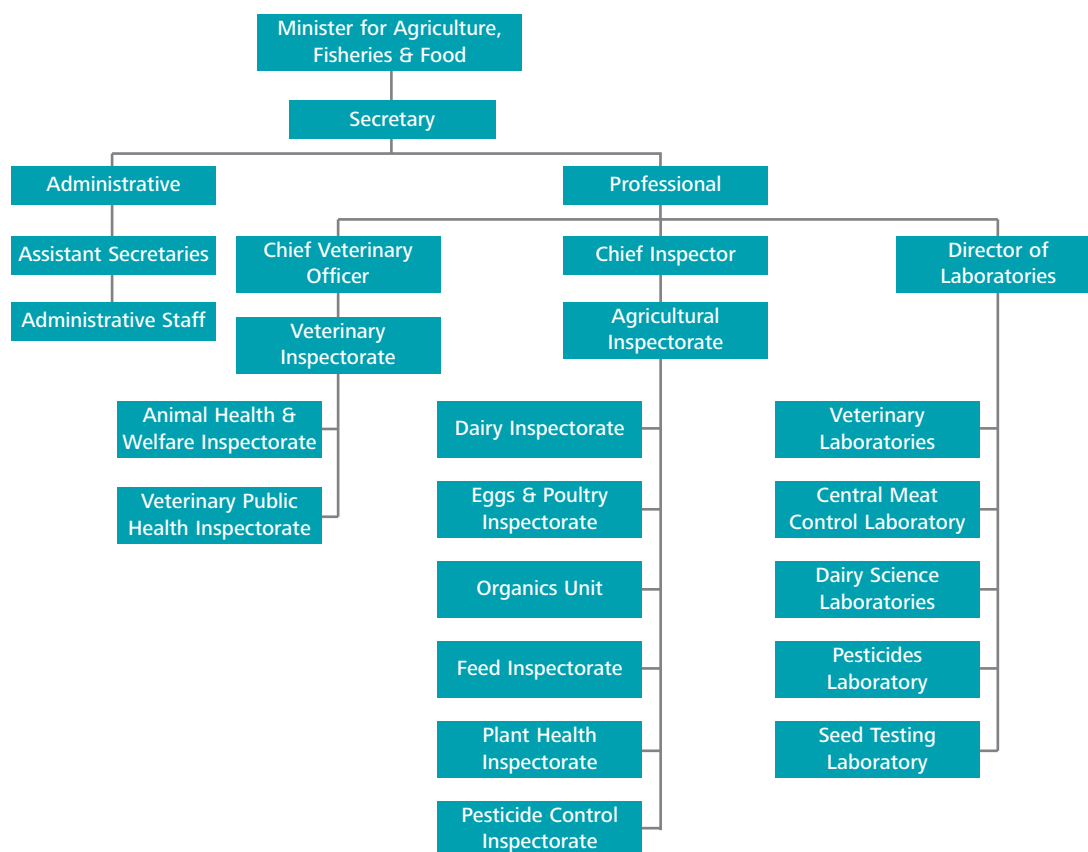 Minister for Agriculture,
Fisheries & Food
Secretary
Administrative
Professional
Assistant Secretaries
Chief Veterinary
Officer
Chief Inspector
Director of
Laboratories
Administrative Staff
Veterinary
Inspectorate
Agricultural
Inspectorate
Animal Health &
Welfare Inspectorate
Dairy Inspectorate
Veterinary
Laboratories
Veterinary Public
Health Inspectorate
Eggs & Poultry
Inspectorate
Central Meat
Control Laboratory
Organics Unit
Dairy Science
Laboratories
Feed Inspectorate
Pesticides
Laboratory
Plant Health
Inspectorate
Seed Testing
Laboratory
Pesticide Control
Inspectorate